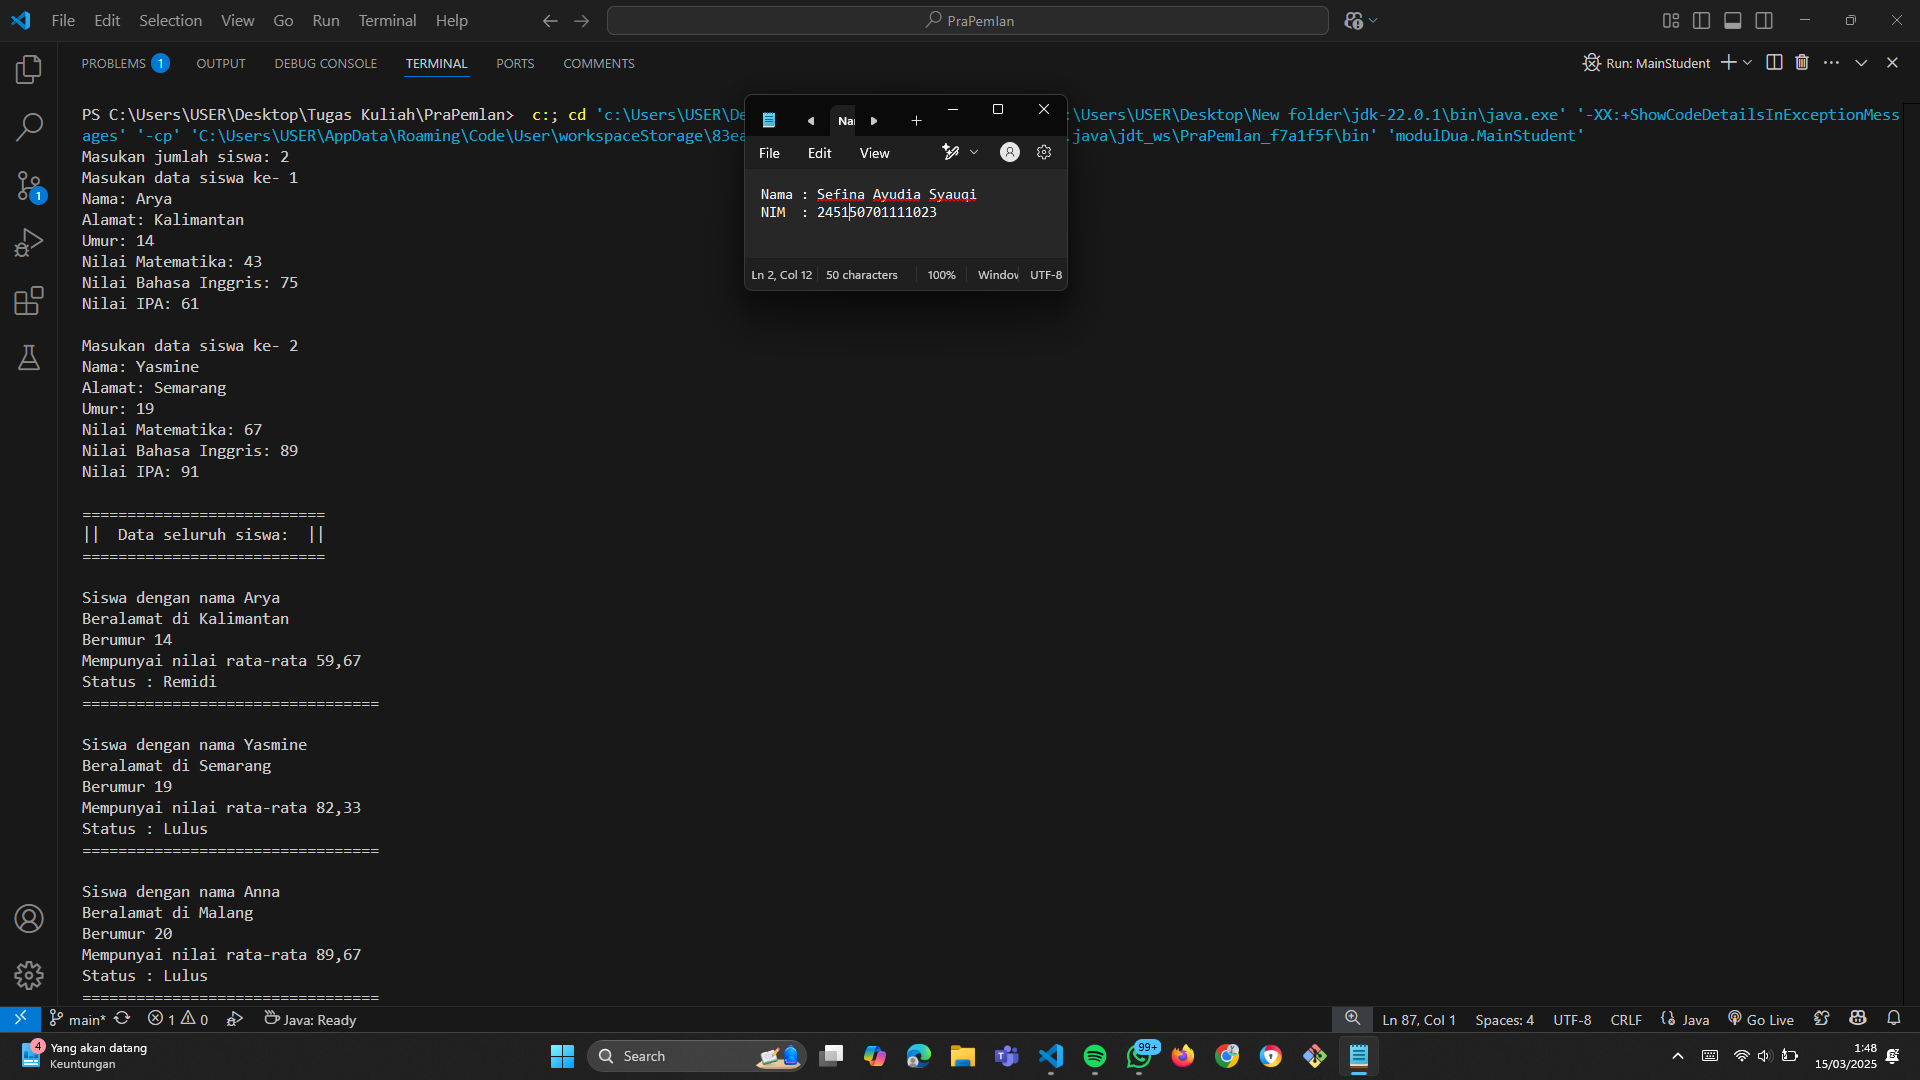 File Edit Selection View Go Run Terminal Help
PraPemlan
PROBLEMS 1 OUTPUT DEBUG CONSOLE TERMINAL PORTS COMMENTS
Run: MainStudent
PS C:\Users\USER\Desktop\Tugas Kuliah\PraPemlan> c:; cd 'c:\Users\USER\De :\Users\USER\Desktop\New folder\jdk-22.0.1\bin\java.exe' '-XX:+ShowCodeDetailsInExceptionMess
ages' '-cp' 'C:\Users\USER\AppData\Roaming\Code\User\workspaceStorage\83ea .java\jdt_ws\PraPemlan_f7a1f5f\bin' 'modulDua.MainStudent'
Masukan jumlah siswa: 2
Masukan data siswa ke- 1
Nama: Arya
Alamat: Kalimantan
Umur: 14
Nilai Matematika: 43
Nilai Bahasa Inggris: 75
Nilai IPA: 61
Masukan data siswa ke- 2
Nama: Yasmine
Alamat: Semarang
Umur: 19
Nilai Matematika: 67
Nilai Bahasa Inggris: 89
Nilai IPA: 91
===========================
||  Data seluruh siswa:  ||
===========================
Siswa dengan nama Arya
Beralamat di Kalimantan
Berumur 14
Mempunyai nilai rata-rata 59,67
Status : Remidi
=================================
Siswa dengan nama Yasmine
Beralamat di Semarang
Berumur 19
Mempunyai nilai rata-rata 82,33
Status : Lulus
=================================
Siswa dengan nama Anna
Beralamat di Malang
Berumur 20
Mempunyai nilai rata-rata 89,67
Status : Lulus
=================================
Nai
File Edit View
Nama : Sefina Ayudia Syauqi
NIM  : 245150701111023
Ln 2, Col 12 50 characters 100% Window UTF-8
main* 1 0 Java: Ready
Ln 87, Col 1 Spaces: 4 UTF-8 CRLF Java Go Live
4 Yang akan datang
Keuntungan
Search
99+
1:48
15/03/2025